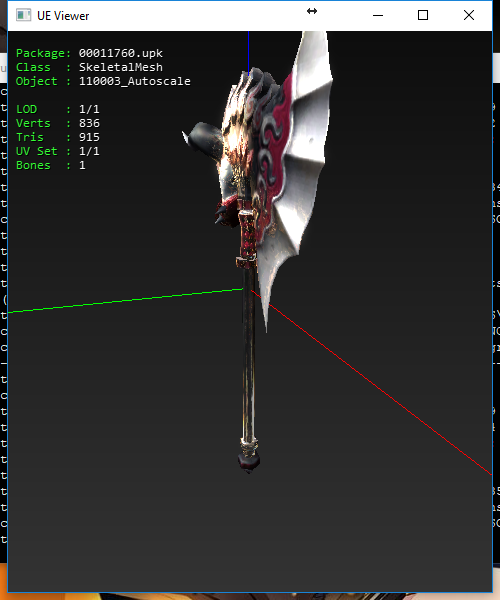 UE Viewer
Package: 00011760.upk
Class  : SkeletalMesh
Object : 110003_Autoscale
LOD    : 1/1
Verts  : 836
Tris   : 915
UV Set : 1/1
Bones  : 1